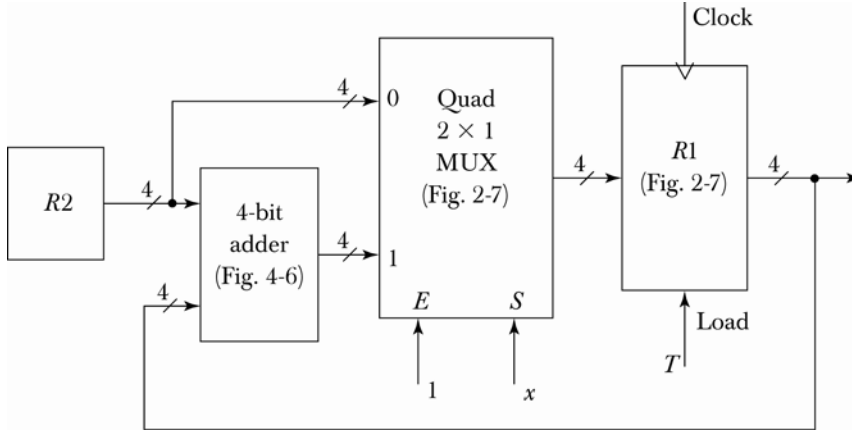 Clock
4
0
Quad
2 × 1
MUX
(Fig. 2-7)
4
R1
(Fig. 2-7)
4
R2
4
4-bit
adder
(Fig. 4-6)
4
1
4
E
S
Load
T
1
x